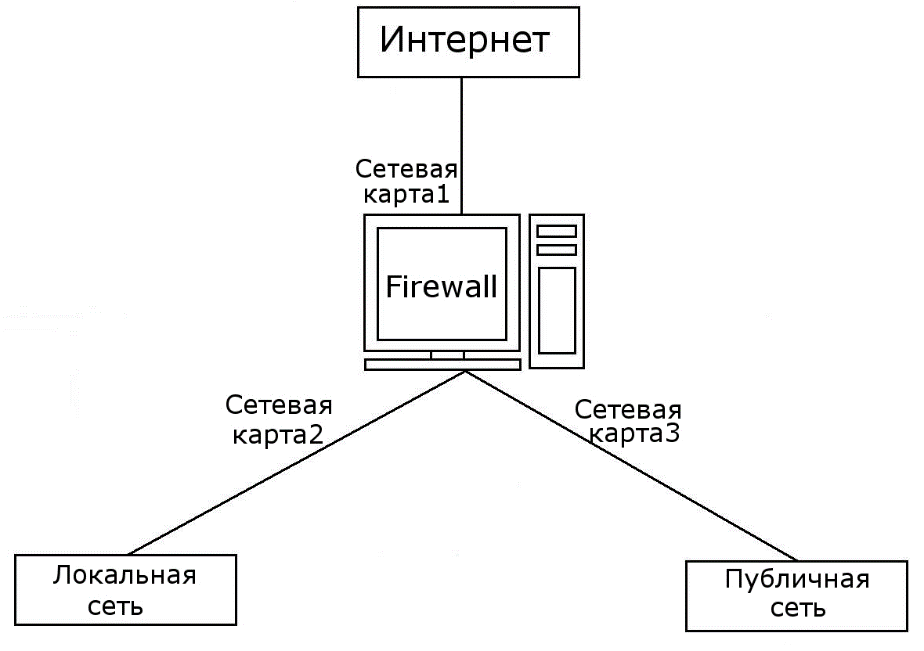 Интернет
Сетевая
карта1
Firewall
Сетевая
карта2
Сетевая
карта3
Локальная
сеть
Публичная
сеть